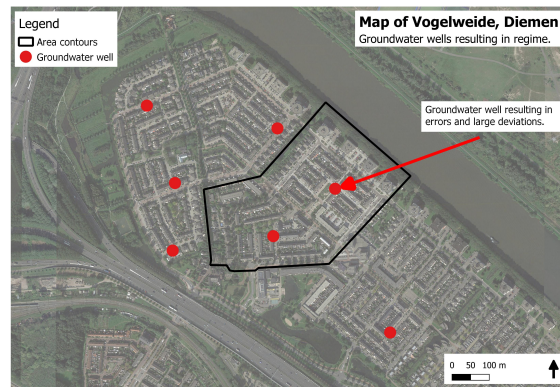 Legend
Area contours
Groundwater well
Map of Vogelweide, Diemen
Groundwater wells resulting in regime.
Groundwater well resulting in
errors and large deviations.
0 50 100 m